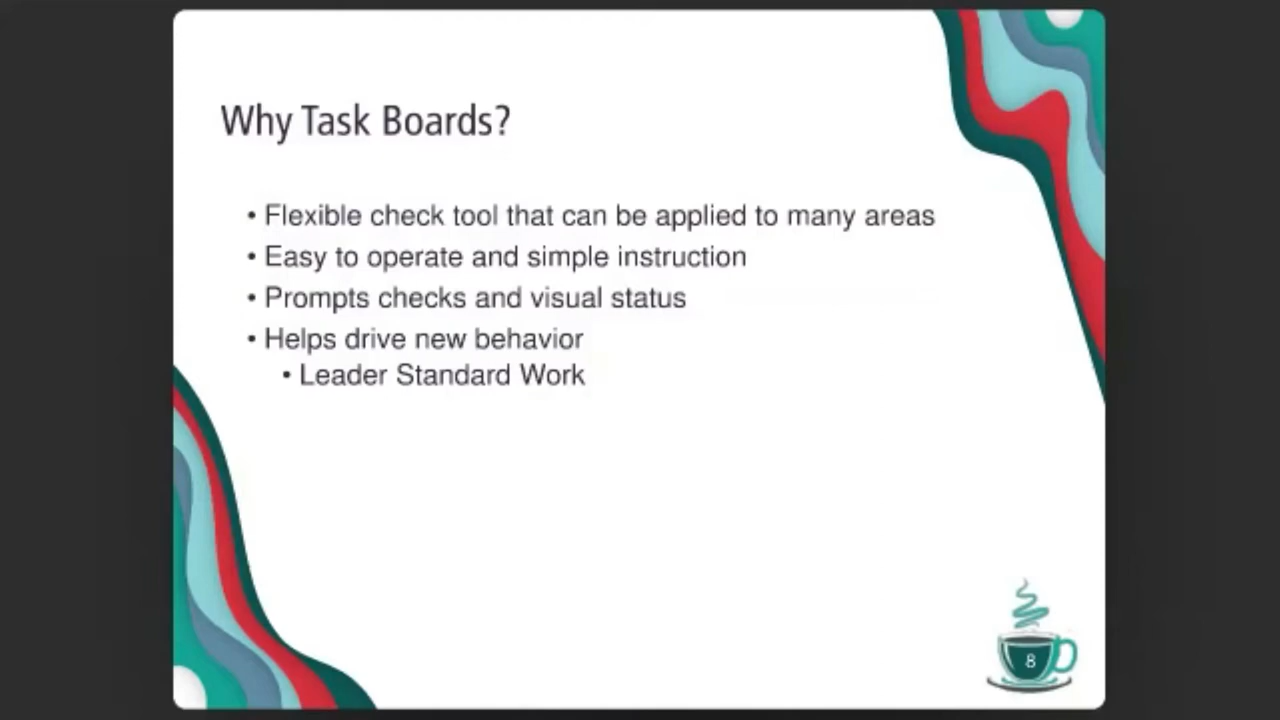 Why Task Boards?
• Flexible check tool that can be applied to many areas
• Easy to operate and simple instruction
• Prompts checks and visual status
• Helps drive new behavior
• Leader Standard Work
8